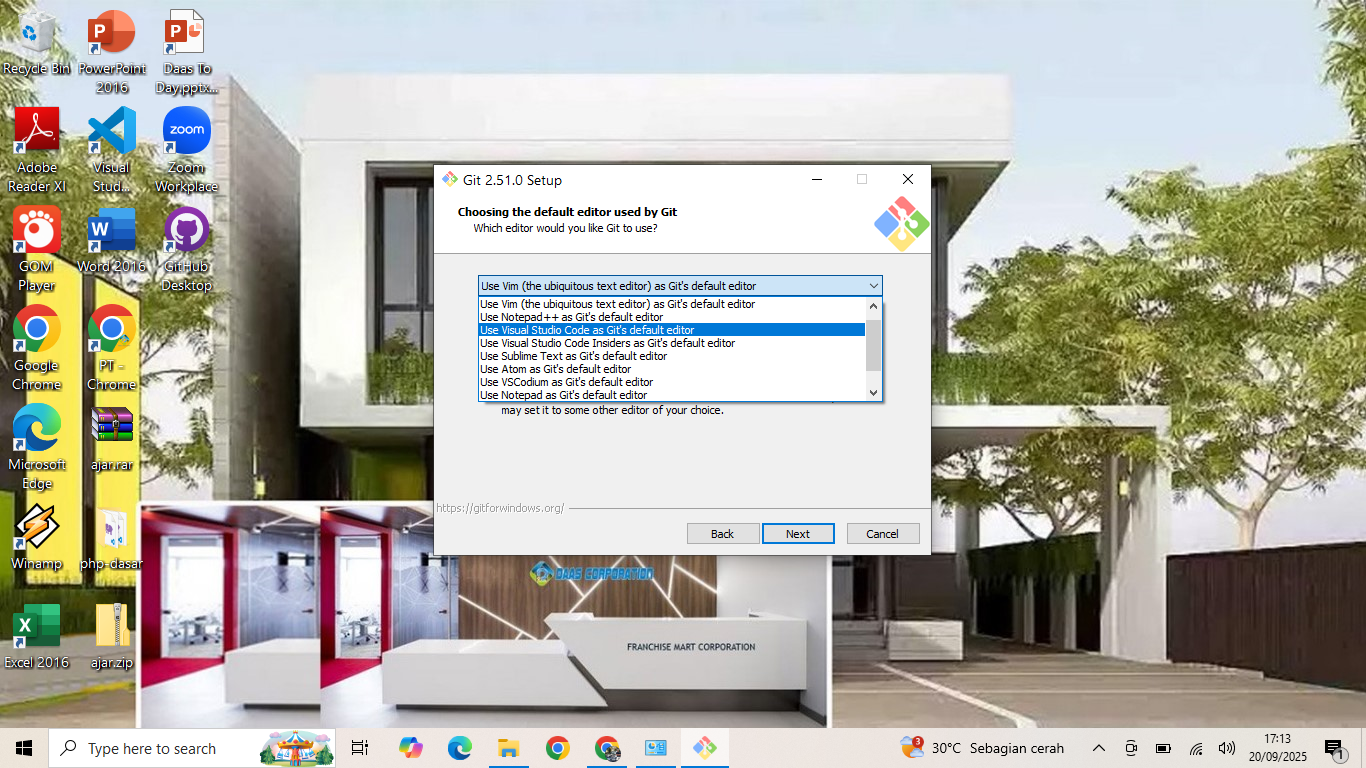 Recycle Bin
PowerPoint
2016
Daas To
Day.pptx...
Adobe
Reader XI
Visual
Stud...
Zoom
Workplace
zoom
GOM
Player
Word 2016
GitHub
Desktop
Google
Chrome
PT -
Chrome
Microsoft
Edge
ajar.rar
Winamp
php-dasar
Excel 2016
ajar.zip
Git 2.51.0 Setup
Choosing the default editor used by Git
Which editor would you like Git to use?
Use Vim (the ubiquitous text editor) as Git's default editor
Use Vim (the ubiquitous text editor) as Git's default editor
Use Notepad++ as Git's default editor
Use Visual Studio Code as Git's default editor
Use Visual Studio Code Insiders as Git's default editor
Use Sublime Text as Git's default editor
Use Atom as Git's default editor
Use VSCodium as Git's default editor
Use Notepad as Git's default editor
may set it to some other editor of your choice.
https://gitforwindows.org/
Back
Next
Cancel
DAAS CORPORATION
FRANCHISE MART CORPORATION
Type here to search
3
30°C Sebagian cerah
17:13
20/09/2025
1